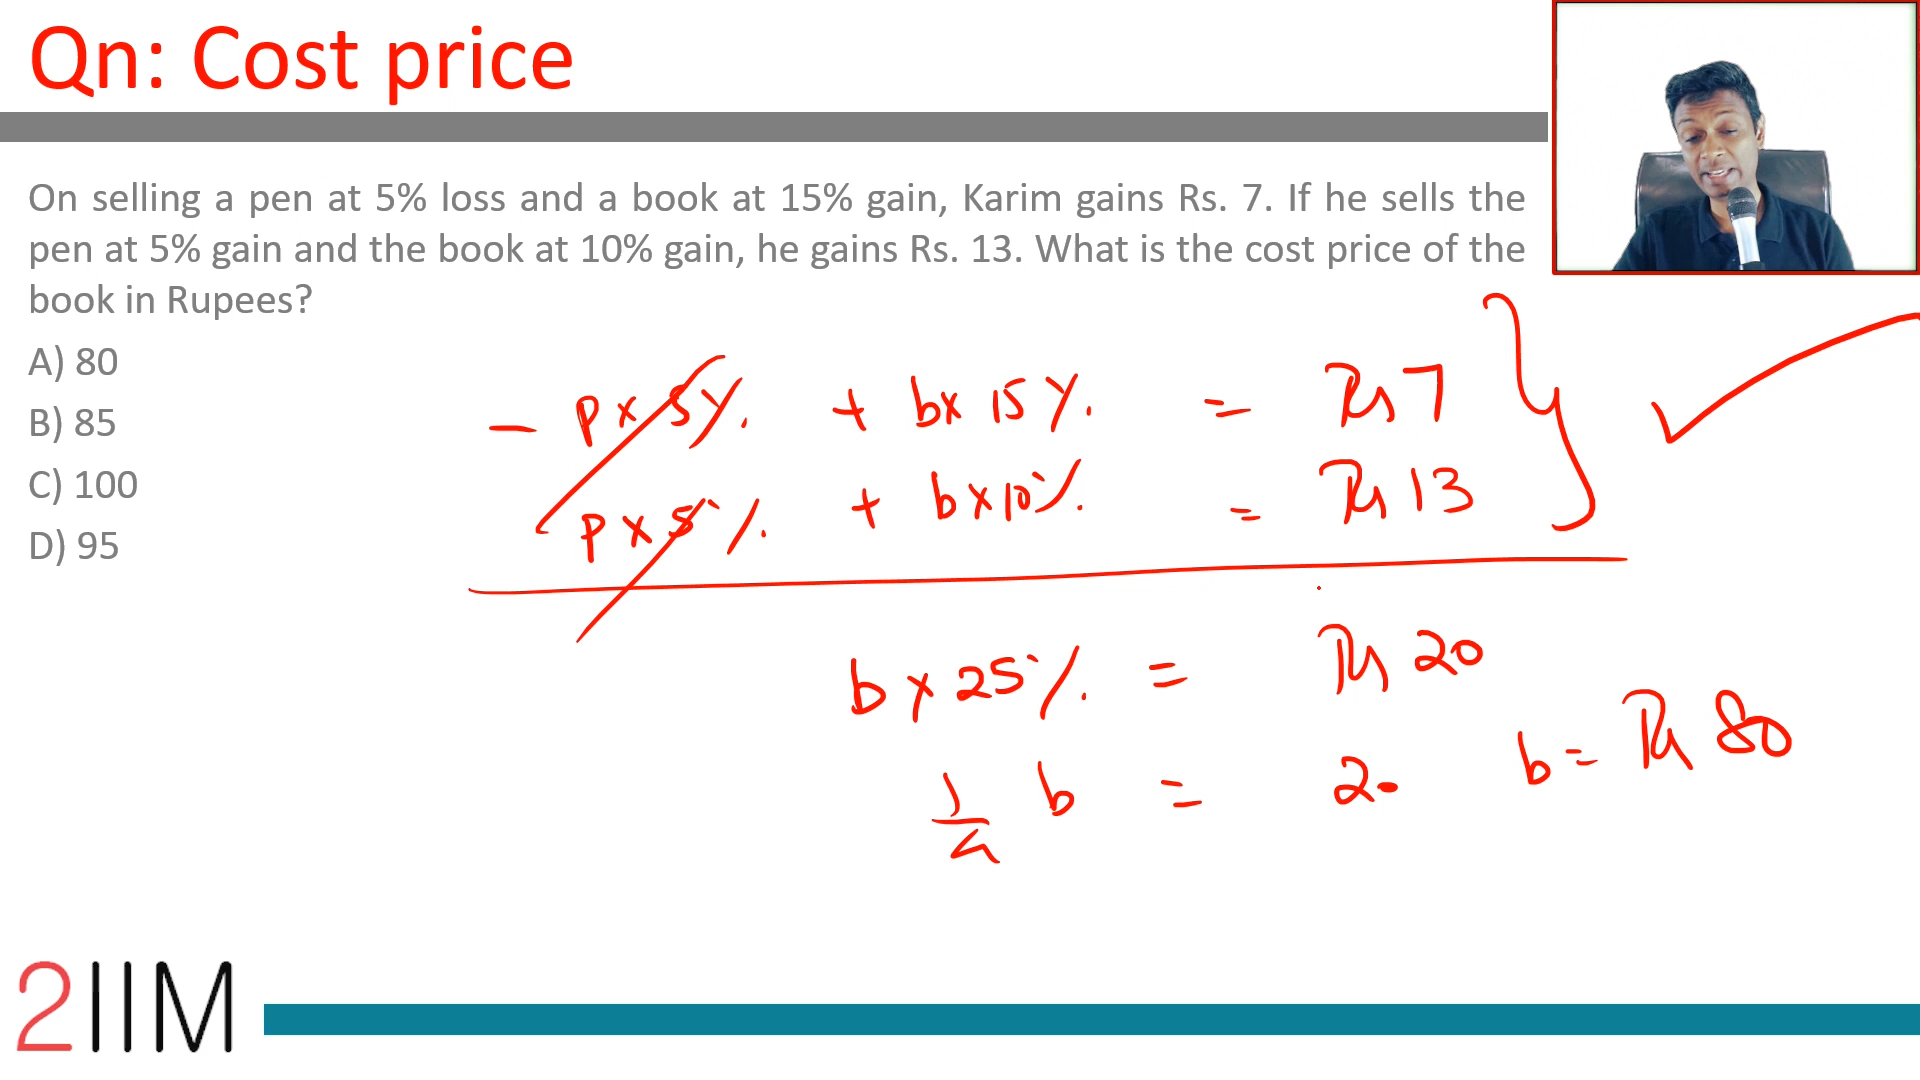 Qn: Cost price
On selling a pen at 5% loss and a book at 15% gain, Karim gains Rs. 7. If he sells the
pen at 5% gain and the book at 10% gain, he gains Rs. 13. What is the cost price of the
book in Rupees?
A) 80
B) 85
C) 100
D) 95
- p x 5% + b x 15% = Rs 7
p x 5% + b x 10% = Rs 13
b x 25% = Rs 20
1/4 b = 20 b = Rs 80
2IIM